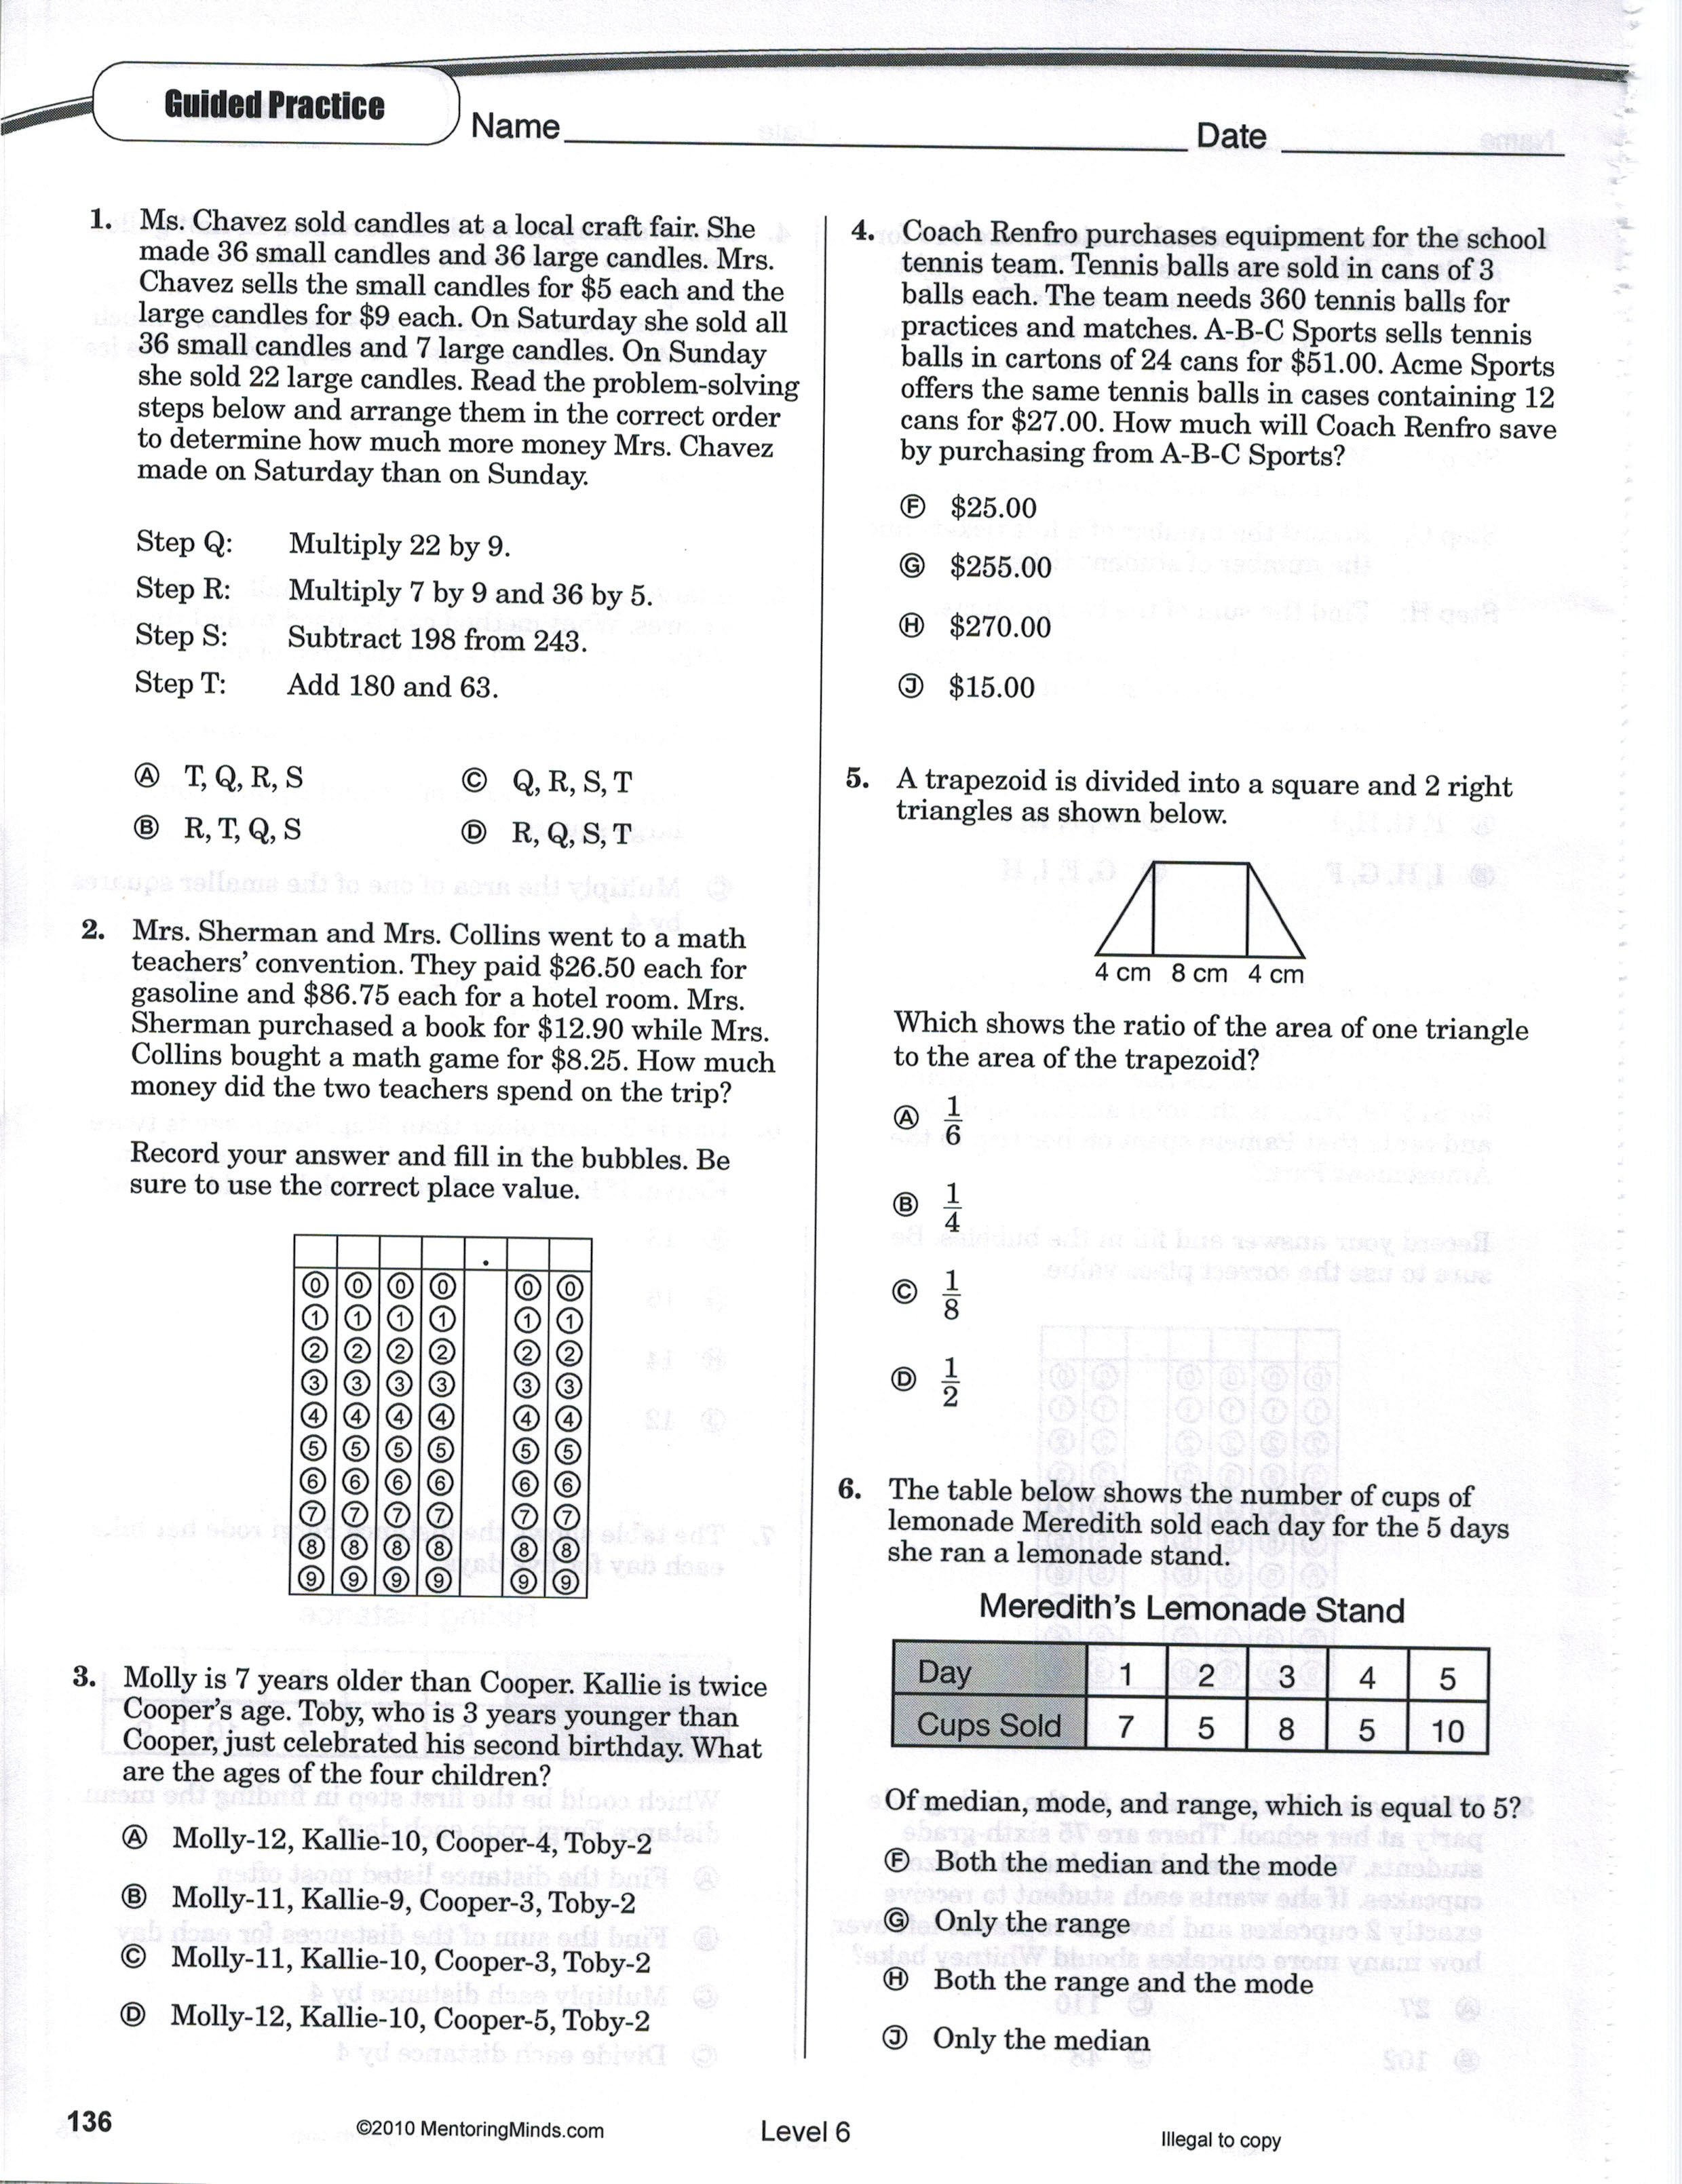 Guided Practice
Name
Date
1. Ms. Chavez sold candles at a local craft fair. She
made 36 small candles and 36 large candles. Mrs.
Chavez sells the small candles for $5 each and the
large candles for $9 each. On Saturday she sold all
36 small candles and 7 large candles. On Sunday
she sold 22 large candles. Read the problem-solving
steps below and arrange them in the correct order
to determine how much more money Mrs. Chavez
made on Saturday than on Sunday.
Step Q: Multiply 22 by 9.
Step R: Multiply 7 by 9 and 36 by 5.
Step S: Subtract 198 from 243.
Step T: Add 180 and 63.
Ⓐ T, Q, R, S Ⓒ Q, R, S, T
Ⓑ R, T, Q, S Ⓓ R, Q, S, T
2. Mrs. Sherman and Mrs. Collins went to a math
teachers' convention. They paid $26.50 each for
gasoline and $86.75 each for a hotel room. Mrs.
Sherman purchased a book for $12.90 while Mrs.
Collins bought a math game for $8.25. How much
money did the two teachers spend on the trip?
Record your answer and fill in the bubbles. Be
sure to use the correct place value.
.
⓪ ⓪ ⓪ ⓪ ⓪ ⓪
① ① ① ① ① ①
② ② ② ② ② ②
③ ③ ③ ③ ③ ③
④ ④ ④ ④ ④ ④
⑤ ⑤ ⑤ ⑤ ⑤ ⑤
⑥ ⑥ ⑥ ⑥ ⑥ ⑥
⑦ ⑦ ⑦ ⑦ ⑦ ⑦
⑧ ⑧ ⑧ ⑧ ⑧ ⑧
⑨ ⑨ ⑨ ⑨ ⑨ ⑨
3. Molly is 7 years older than Cooper. Kallie is twice
Cooper's age. Toby, who is 3 years younger than
Cooper, just celebrated his second birthday. What
are the ages of the four children?
Ⓐ Molly-12, Kallie-10, Cooper-4, Toby-2
Ⓑ Molly-11, Kallie-9, Cooper-3, Toby-2
Ⓒ Molly-11, Kallie-10, Cooper-3, Toby-2
Ⓓ Molly-12, Kallie-10, Cooper-5, Toby-2
4. Coach Renfro purchases equipment for the school
tennis team. Tennis balls are sold in cans of 3
balls each. The team needs 360 tennis balls for
practices and matches. A-B-C Sports sells tennis
balls in cartons of 24 cans for $51.00. Acme Sports
offers the same tennis balls in cases containing 12
cans for $27.00. How much will Coach Renfro save
by purchasing from A-B-C Sports?
Ⓕ $25.00
Ⓖ $255.00
Ⓗ $270.00
Ⓙ $15.00
5. A trapezoid is divided into a square and 2 right
triangles as shown below.
4 cm 8 cm 4 cm
Which shows the ratio of the area of one triangle
to the area of the trapezoid?
Ⓐ 1/6
Ⓑ 1/4
Ⓒ 1/8
Ⓓ 1/2
6. The table below shows the number of cups of
lemonade Meredith sold each day for the 5 days
she ran a lemonade stand.
Meredith's Lemonade Stand
Day 1 2 3 4 5
Cups Sold 7 5 8 5 10
Of median, mode, and range, which is equal to 5?
Ⓕ Both the median and the mode
Ⓖ Only the range
Ⓗ Both the range and the mode
Ⓙ Only the median
136
©2010 MentoringMinds.com
Level 6
Illegal to copy